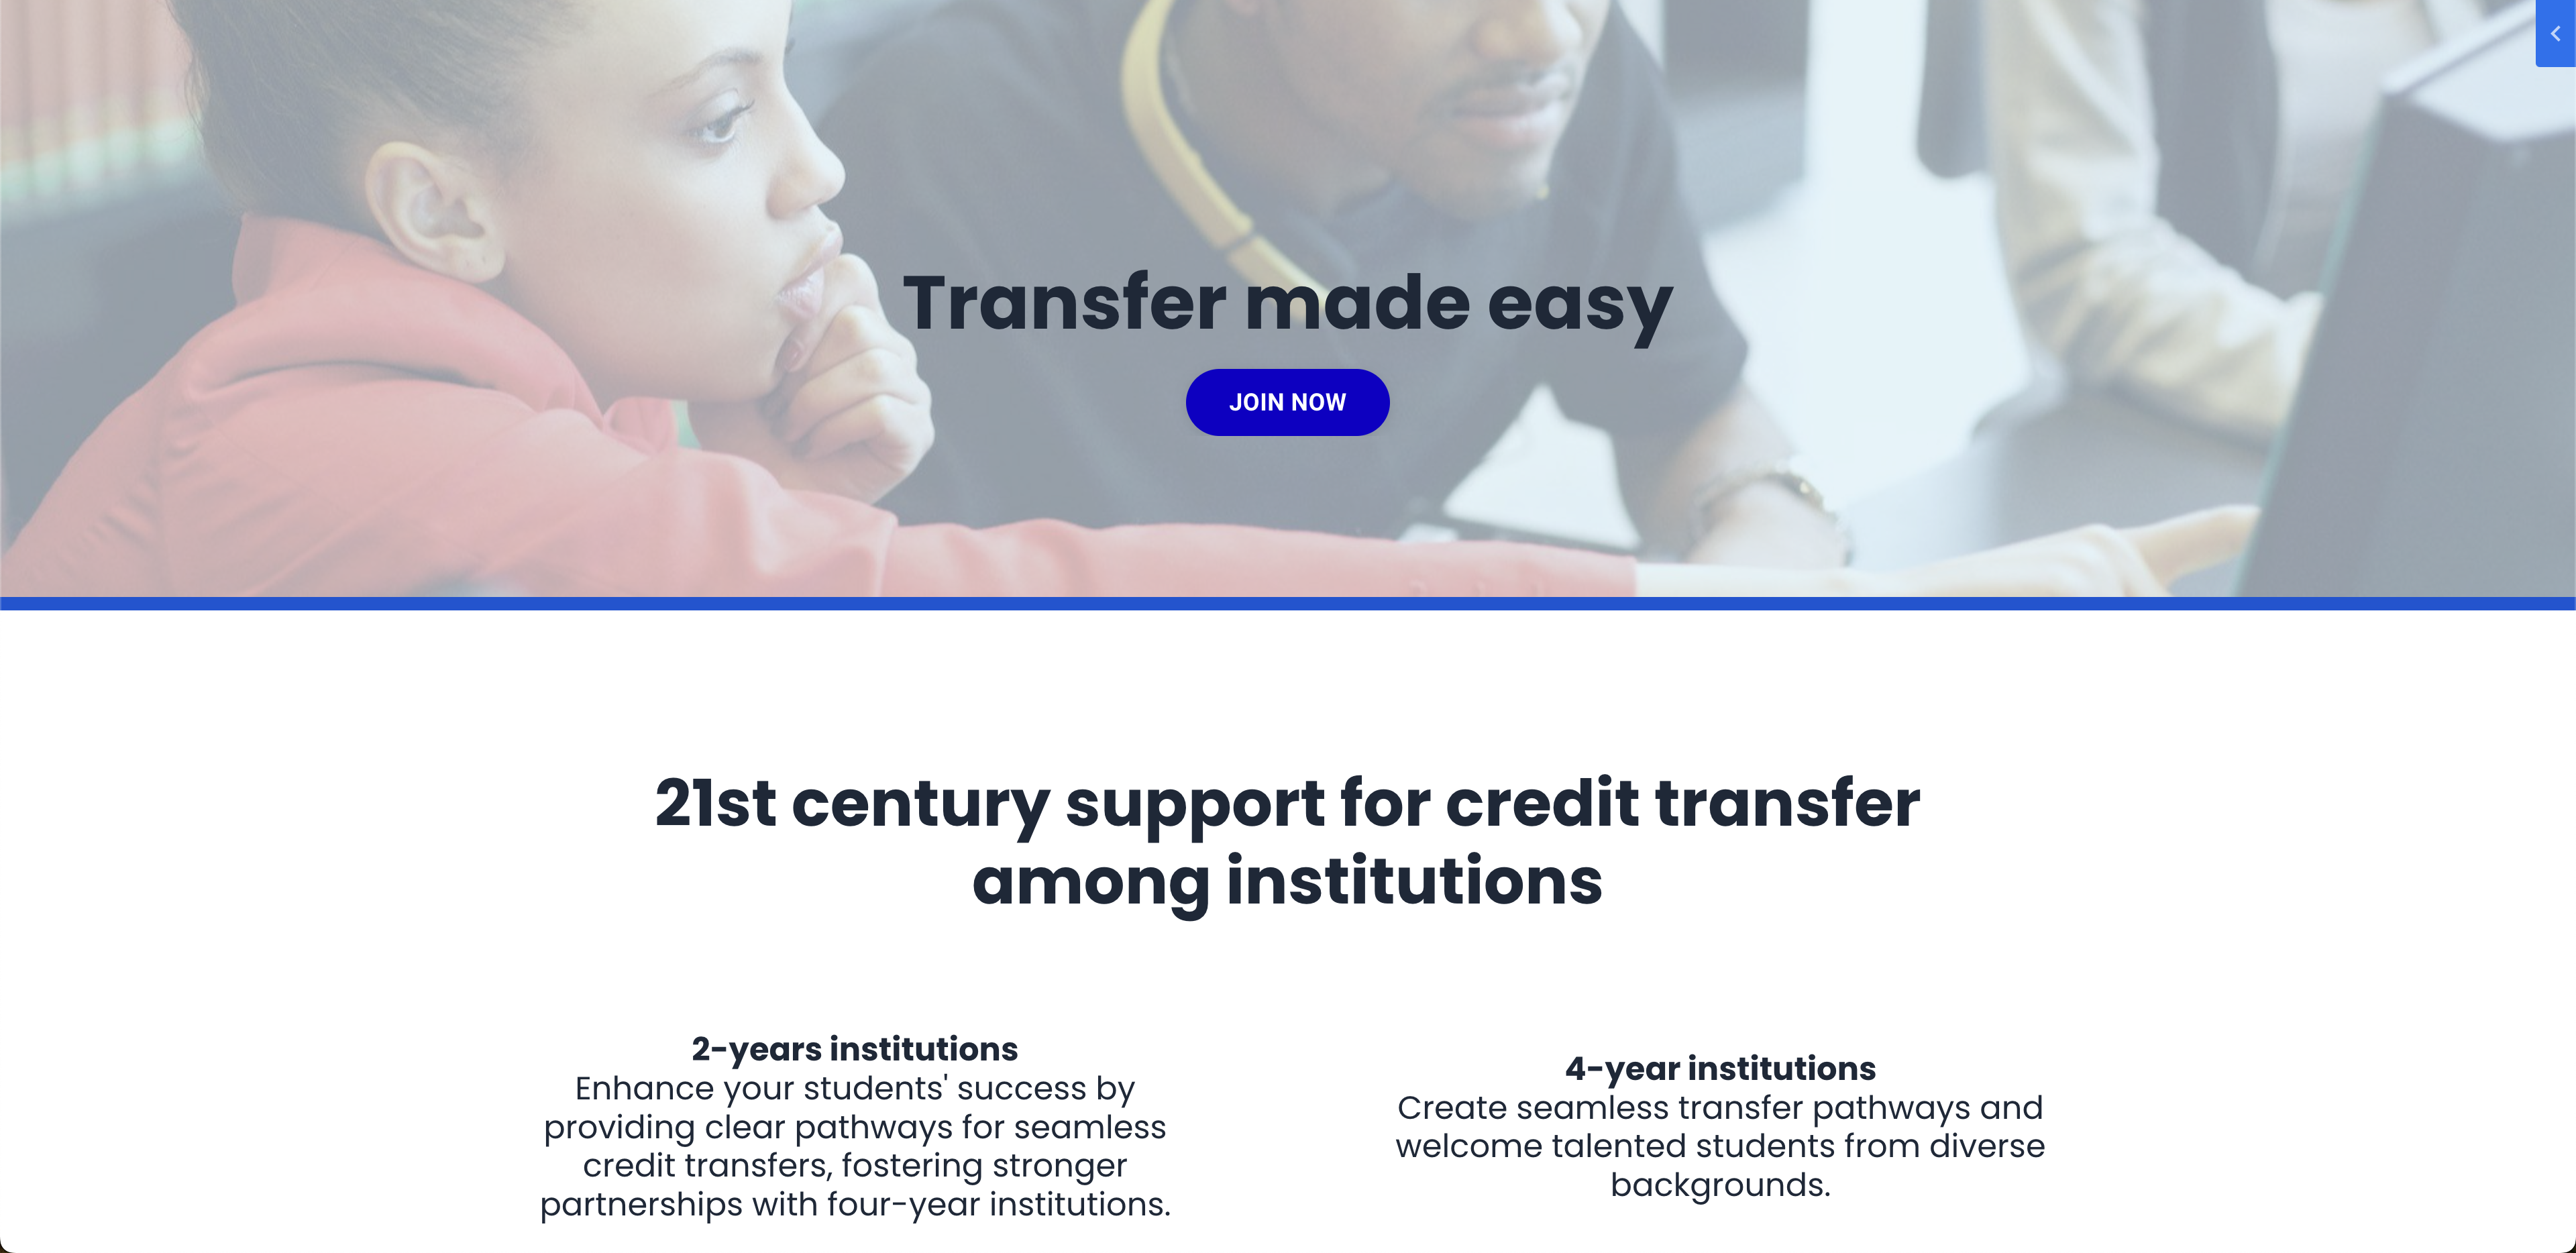 Transfer made easy
JOIN NOW
21st century support for credit transfer
among institutions
2-years institutions
Enhance your students' success by
providing clear pathways for seamless
credit transfers, fostering stronger
partnerships with four-year institutions.
4-year institutions
Create seamless transfer pathways and
welcome talented students from diverse
backgrounds.